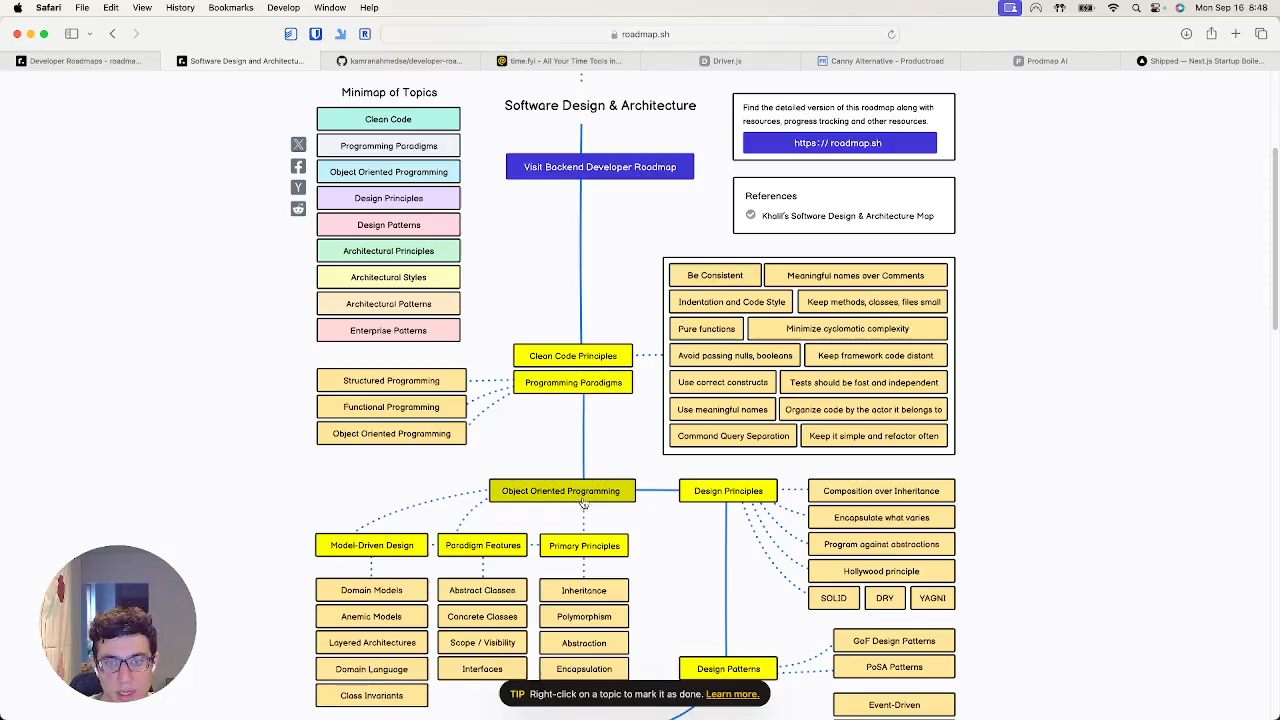 Safari File Edit View History Bookmarks Develop Window Help
Mon Sep 16 8:48
roadmap.sh
Developer Roadmaps - roadma...
Software Design and Architectu...
kamranahmedse/developer-roa...
time.fyi - All Your Time Tools in...
Driver.js
Canny Alternative - Productroad
Prodmap AI
Shipped — Next.js Startup Boile...
Minimap of Topics
Clean Code
Programming Paradigms
Object Oriented Programming
Design Principles
Design Patterns
Architectural Principles
Architectural Styles
Architectural Patterns
Enterprise Patterns
Software Design & Architecture
Visit Backend Developer Roadmap
Find the detailed version of this roadmap along with
resources, progress tracking and other resources.
https://roadmap.sh
References
Khalil's Software Design & Architecture Map
Clean Code Principles
Programming Paradigms
Be Consistent
Meaningful names over Comments
Indentation and Code Style
Keep methods, classes, files small
Pure functions
Minimize cyclomatic complexity
Avoid passing nulls, booleans
Keep framework code distant
Use correct constructs
Tests should be fast and independent
Use meaningful names
Organize code by the actor it belongs to
Command Query Separation
Keep it simple and refactor often
Structured Programming
Functional Programming
Object Oriented Programming
Object Oriented Programming
Design Principles
Composition over Inheritance
Encapsulate what varies
Program against abstractions
Hollywood principle
SOLID
DRY
YAGNI
Model-Driven Design
Paradigm Features
Primary Principles
Domain Models
Anemic Models
Layered Architectures
Domain Language
Class Invariants
Abstract Classes
Concrete Classes
Scope / Visibility
Interfaces
Inheritance
Polymorphism
Abstraction
Encapsulation
Design Patterns
GoF Design Patterns
PoSA Patterns
Event-Driven
TIP Right-click on a topic to mark it as done. Learn more.